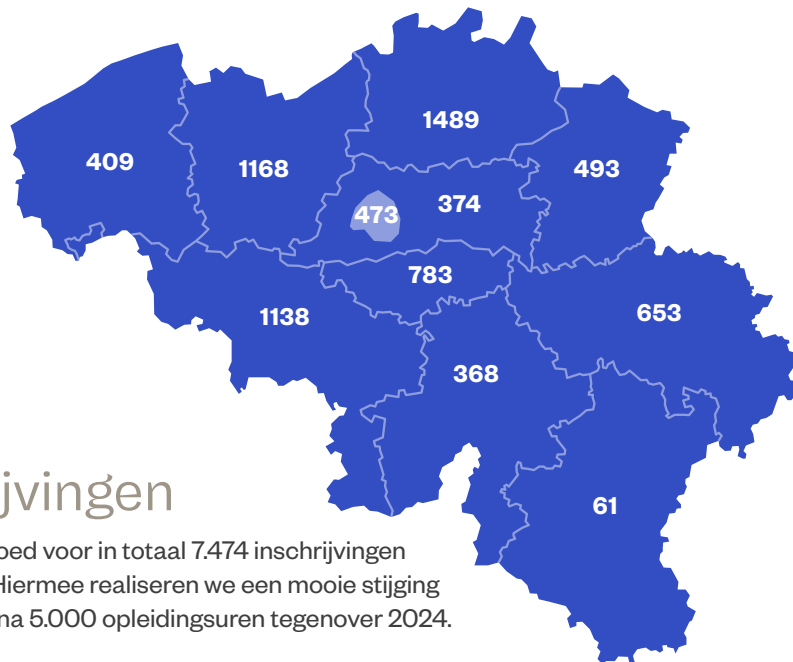 1489
409
1168
493
473
374
783
1138
653
368
61
jvingen
oed voor in totaal 7.474 inschrijvingen
Hiermee realiseren we een mooie stijging
na 5.000 opleidingsuren tegenover 2024.